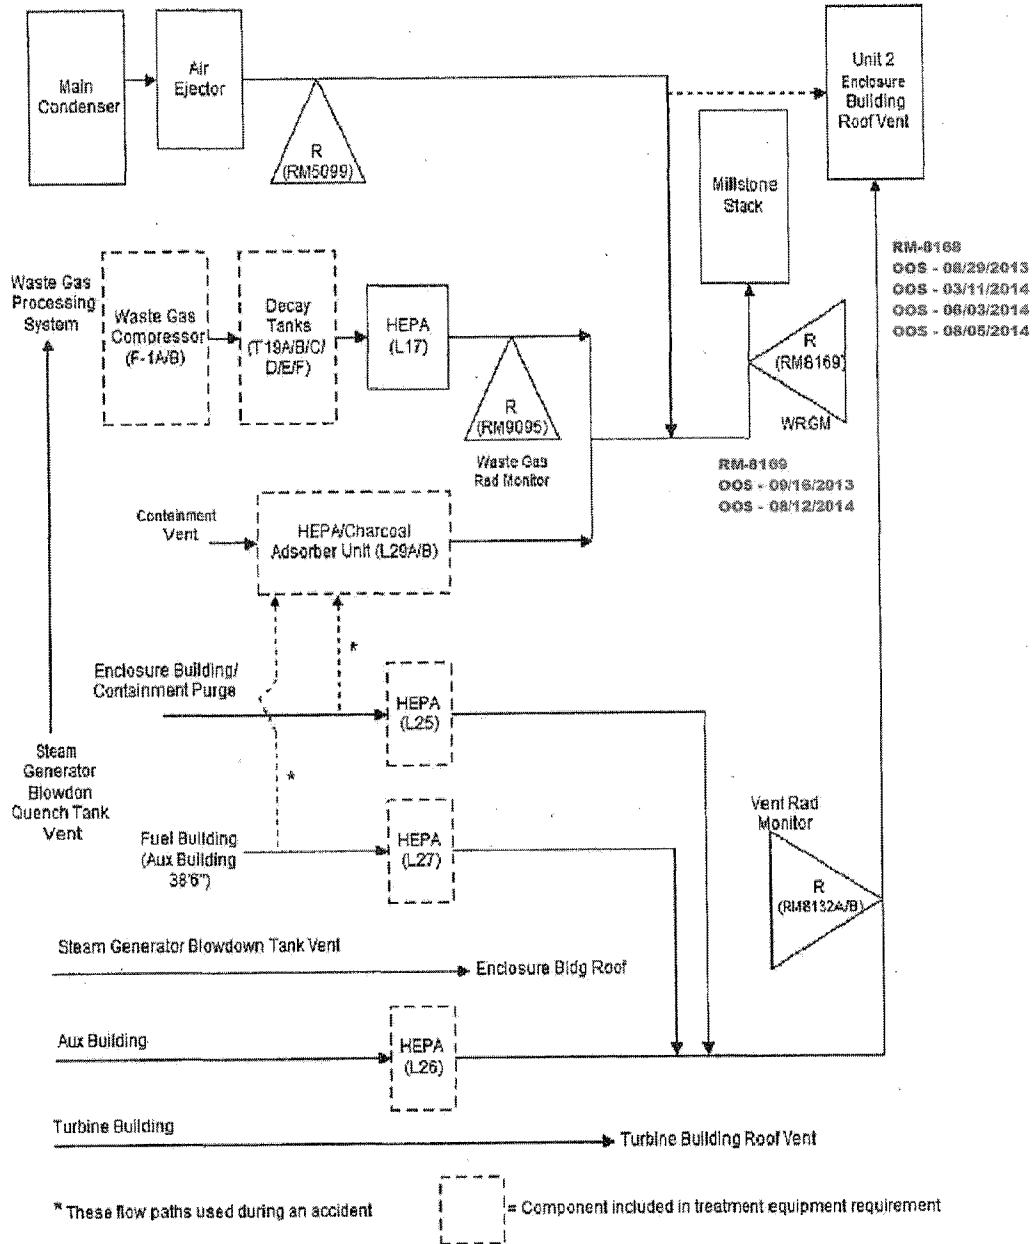 Main
Condenser
Air
Ejector
R
(RM5099)
Unit 2
Enclosure
Building
Roof Vent
Millstone
Stack
RM-8168
OOS - 08/29/2013
OOS - 03/11/2014
OOS - 06/03/2014
OOS - 08/05/2014
Waste Gas
Processing
System
Waste Gas
Compressor
(F-1A/B)
Decay
Tanks
(T19A/B/C/
D/E/F)
HEPA
(L17)
R
(RM9095)
Waste Gas
Rad Monitor
R
(RM8169)
WRGM
RM-8169
OOS - 09/16/2013
OOS - 08/12/2014
Containment
Vent
HEPA/Charcoal
Adsorber Unit (L29A/B)
*
Enclosure Building/
Containment Purge
HEPA
(L25)
Steam
Generator
Blowdon
Quench Tank
Vent
*
Fuel Building
(Aux Building
38'6")
HEPA
(L27)
Vent Rad
Monitor
R
(RM8132A/B)
Steam Generator Blowdown Tank Vent
Enclosure Bldg Roof
Aux Building
HEPA
(L26)
Turbine Building
Turbine Building Roof Vent
* These flow paths used during an accident
= Component included in treatment equipment requirement